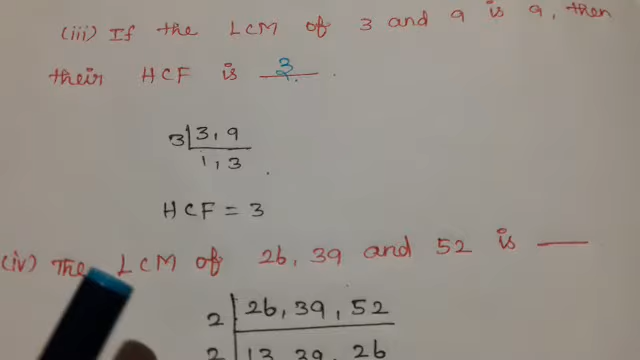 (iii) If the LCM of 3 and 9 is 9, then
their HCF is 3.
3 | 3, 9
1, 3.
HCF = 3
(iv) The LCM of 26, 39 and 52 is ___
2 | 26, 39, 52
2 | 13, 39, 26